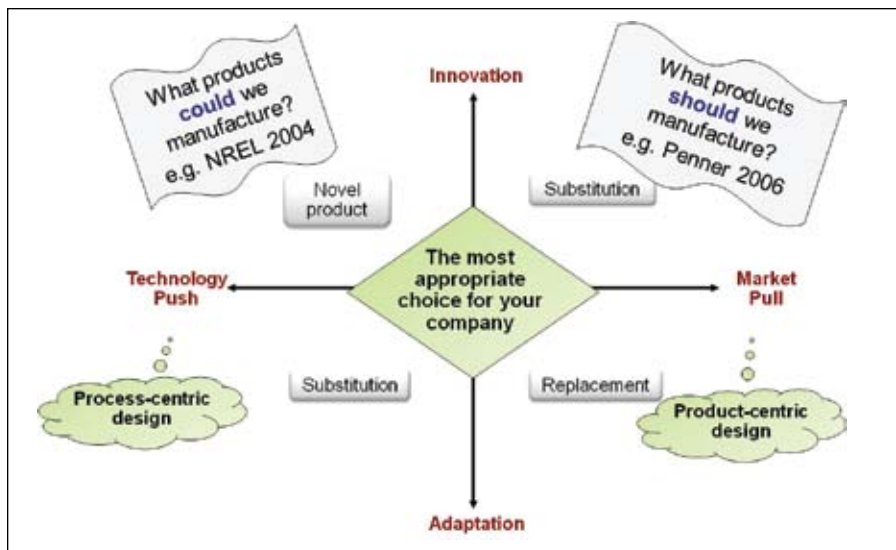 What products
could we
manufacture?
e.g. NREL 2004
Innovation
What products
should we
manufacture?
e.g. Penner 2006
Novel
product
Substitution
The most
appropriate
choice for your
company
Technology
Push
Market
Pull
Process-centric
design
Substitution
Replacement
Product-centric
design
Adaptation